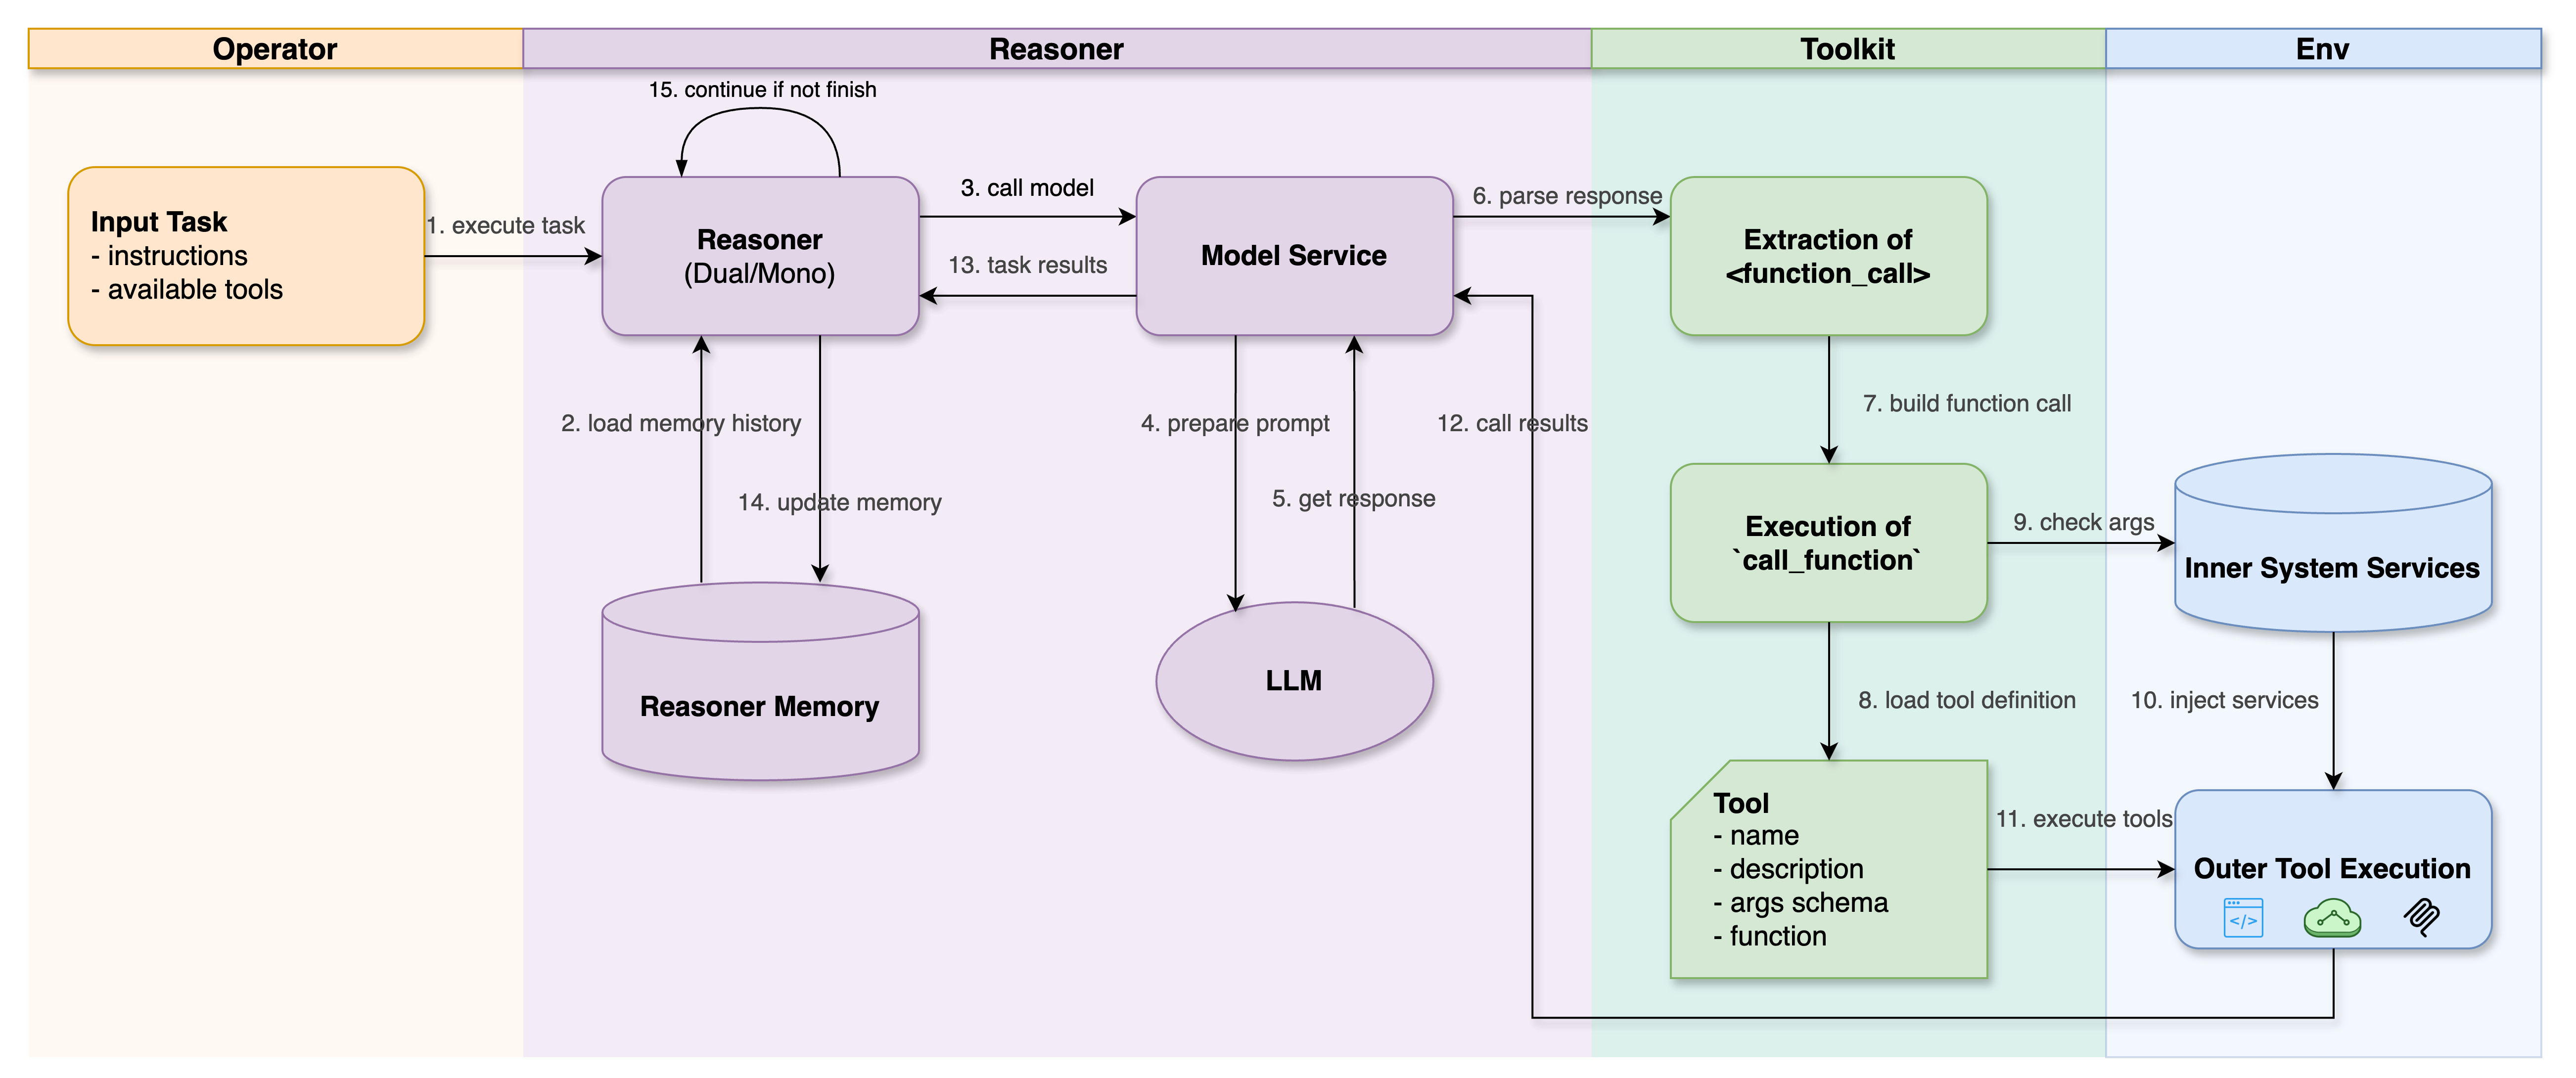 Operator
Reasoner
Toolkit
Env
15. continue if not finish
Input Task
- instructions
- available tools
1. execute task
Reasoner
(Dual/Mono)
3. call model
13. task results
Model Service
6. parse response
Extraction of
<function_call>
2. load memory history
14. update memory
4. prepare prompt
5. get response
12. call results
7. build function call
Execution of
`call_function`
9. check args
Inner System Services
Reasoner Memory
LLM
8. load tool definition
10. inject services
Tool
- name
- description
- args schema
- function
11. execute tools
Outer Tool Execution
</>